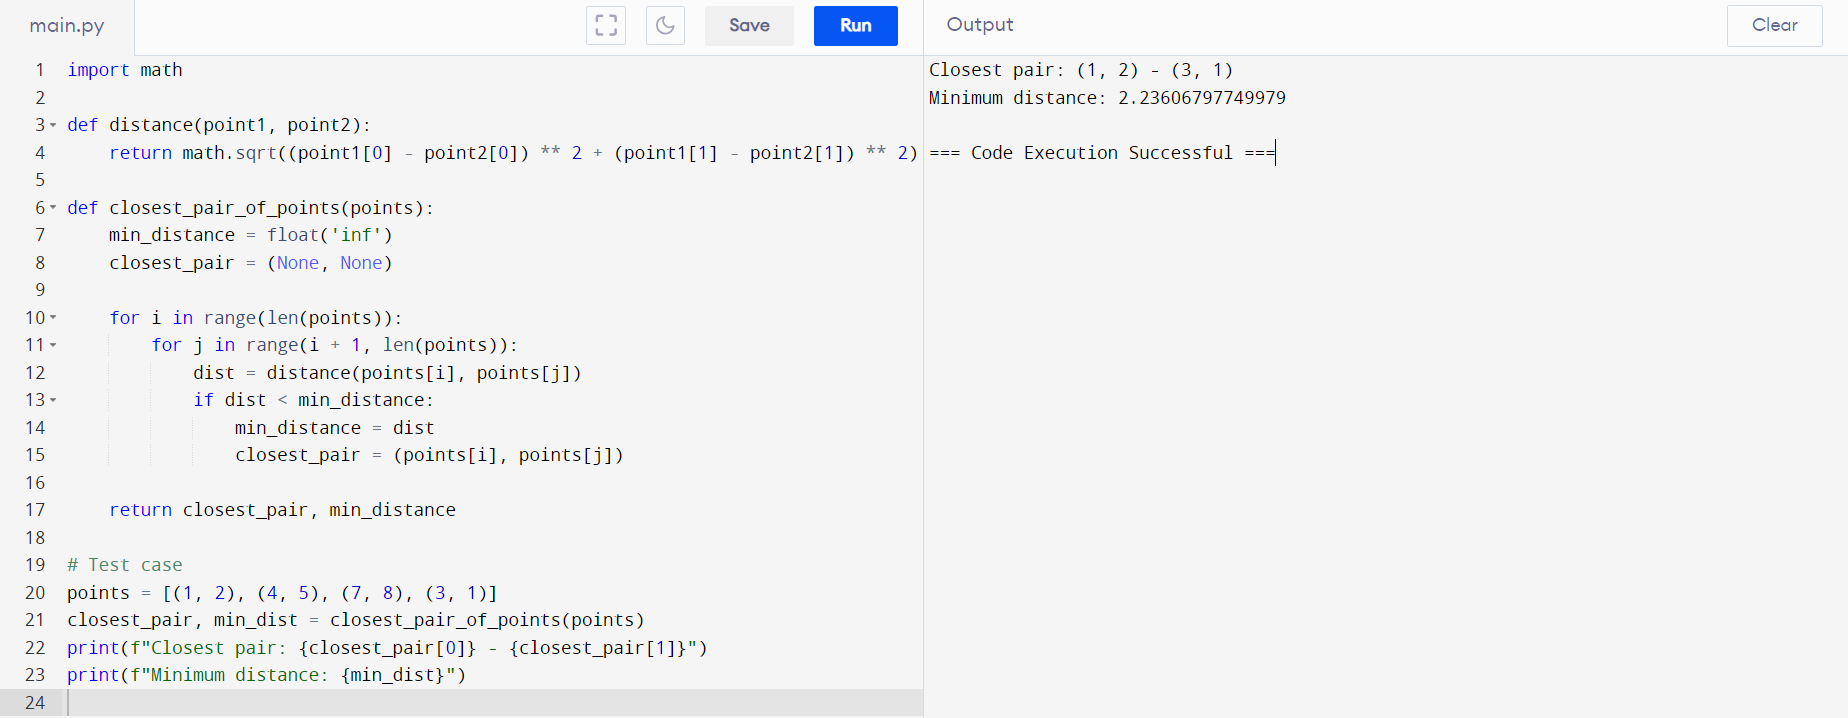 main.py
Save
Run
Output
Clear
1 import math
2
3 def distance(point1, point2):
4     return math.sqrt((point1[0] - point2[0]) ** 2 + (point1[1] - point2[1]) ** 2)
5
6 def closest_pair_of_points(points):
7     min_distance = float('inf')
8     closest_pair = (None, None)
9
10     for i in range(len(points)):
11         for j in range(i + 1, len(points)):
12             dist = distance(points[i], points[j])
13             if dist < min_distance:
14                 min_distance = dist
15                 closest_pair = (points[i], points[j])
16
17     return closest_pair, min_distance
18
19 # Test case
20 points = [(1, 2), (4, 5), (7, 8), (3, 1)]
21 closest_pair, min_dist = closest_pair_of_points(points)
22 print(f"Closest pair: {closest_pair[0]} - {closest_pair[1]}")
23 print(f"Minimum distance: {min_dist}")
24
Closest pair: (1, 2) - (3, 1)
Minimum distance: 2.23606797749979
=== Code Execution Successful ===